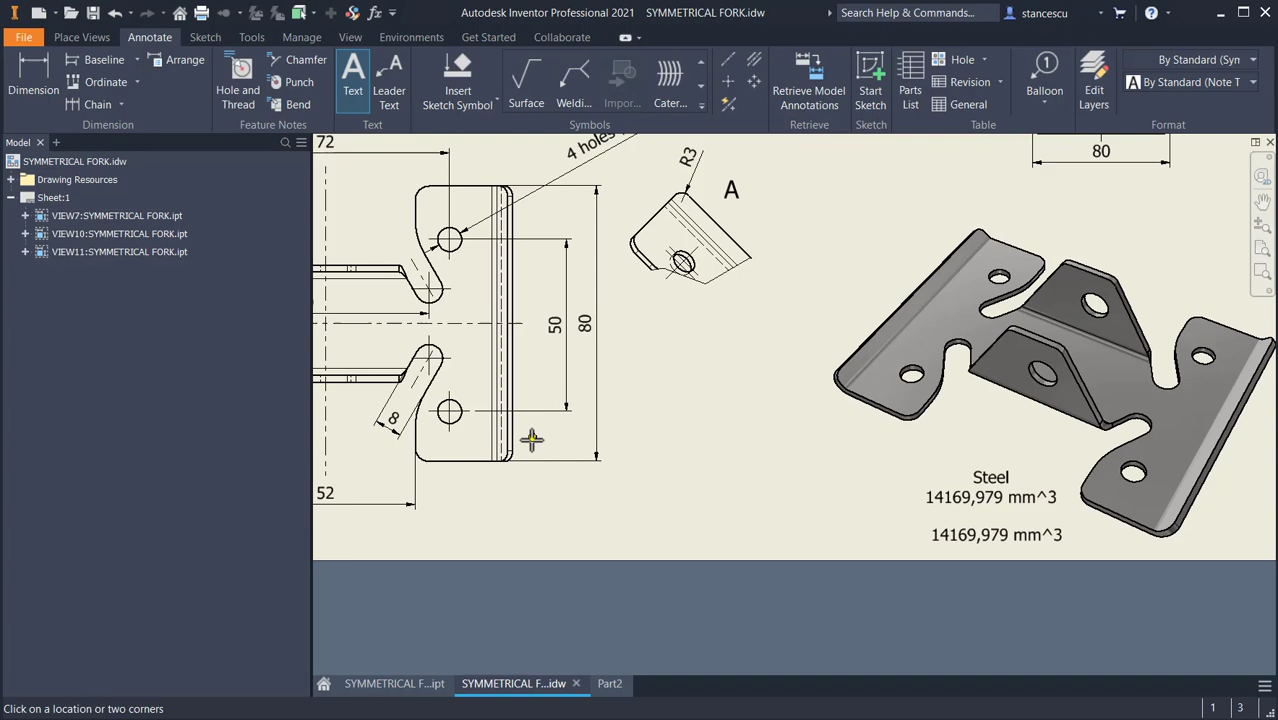 Autodesk Inventor Professional 2021 SYMMETRICAL FORK.idw
Search Help & Commands...
stancescu
File
Place Views
Annotate
Sketch
Tools
Manage
View
Environments
Get Started
Collaborate
Dimension
Baseline
Ordinate
Chain
Arrange
Dimension
Hole and Thread
Chamfer
Punch
Bend
Feature Notes
Text
Leader Text
Text
Insert Sketch Symbol
Surface
Weldi...
Impor...
Cater...
Symbols
Retrieve Model Annotations
Retrieve
Start Sketch
Sketch
Parts List
Hole
Revision
General
Table
Balloon
Edit Layers
By Standard (Syn
By Standard (Note T
Format
Model
SYMMETRICAL FORK.idw
Drawing Resources
Sheet:1
VIEW7:SYMMETRICAL FORK.ipt
VIEW10:SYMMETRICAL FORK.ipt
VIEW11:SYMMETRICAL FORK.ipt
72
4 holes
R3
A
80
50
80
8
52
Steel
14169,979 mm^3
14169,979 mm^3
SYMMETRICAL F...ipt
SYMMETRICAL F...idw
Part2
Click on a location or two corners
1
3